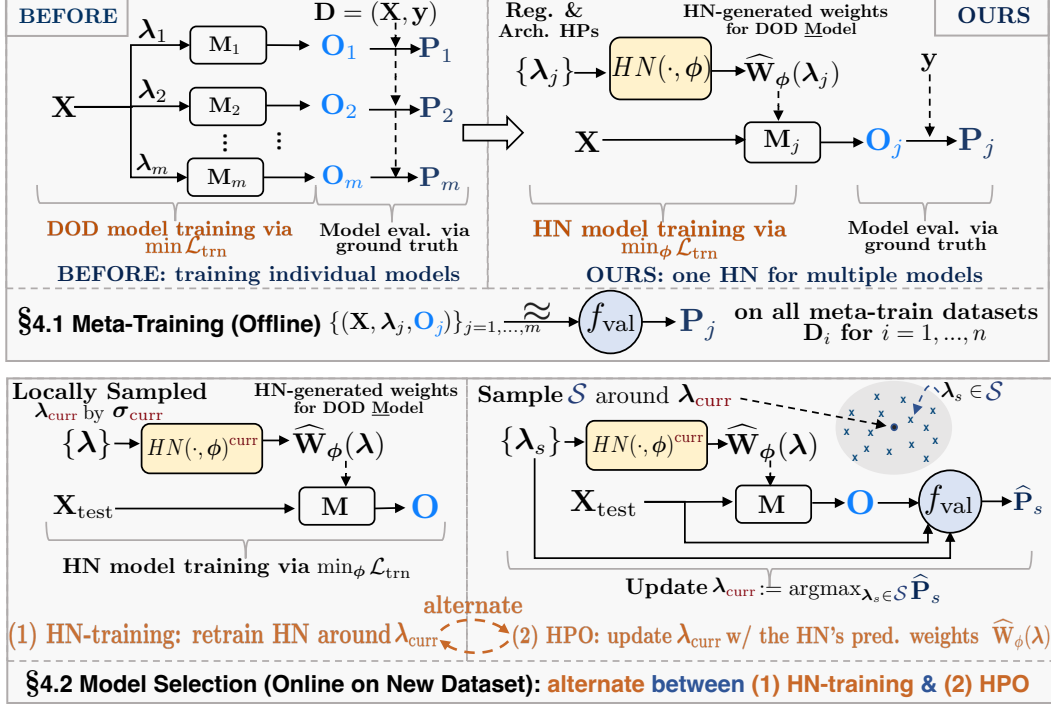 BEFORE
D = (X, y)
λ₁
M₁
O₁
P₁
λ₂
X
M₂
O₂
P₂
⋮ ⋮
λₘ
Mₘ
Oₘ
Pₘ
DOD model training via
min 𝓛trn
Model eval. via
ground truth
BEFORE: training individual models
Reg. &
Arch. HPs
HN-generated weights
for DOD Model
OURS
{λⱼ}
HN(·, ϕ)
Ŵϕ(λⱼ)
y
X
Mⱼ
Oⱼ
Pⱼ
HN model training via
minϕ 𝓛trn
Model eval. via
ground truth
OURS: one HN for multiple models
§4.1 Meta-Training (Offline) {(X, λⱼ, Oⱼ)}ⱼ₌₁,...,ₘ ≈ fval Pⱼ
on all meta-train datasets
Dᵢ for i = 1, ..., n
Locally Sampled
λcurr by σcurr
HN-generated weights
for DOD Model
{λ}
HN(·, ϕ)curr
Ŵϕ(λ)
Xtest
M
O
HN model training via minϕ 𝓛trn
(1) HN-training: retrain HN around λcurr
alternate
Sample 𝒮 around λcurr
λₛ ∈ 𝒮
{λₛ}
HN(·, ϕ)curr
Ŵϕ(λ)
Xtest
M
O
fval
P̂ₛ
Update λcurr := argmaxλₛ∈𝒮 P̂ₛ
(2) HPO: update λcurr w/ the HN's pred. weights Ŵϕ(λ)
§4.2 Model Selection (Online on New Dataset): alternate between (1) HN-training & (2) HPO